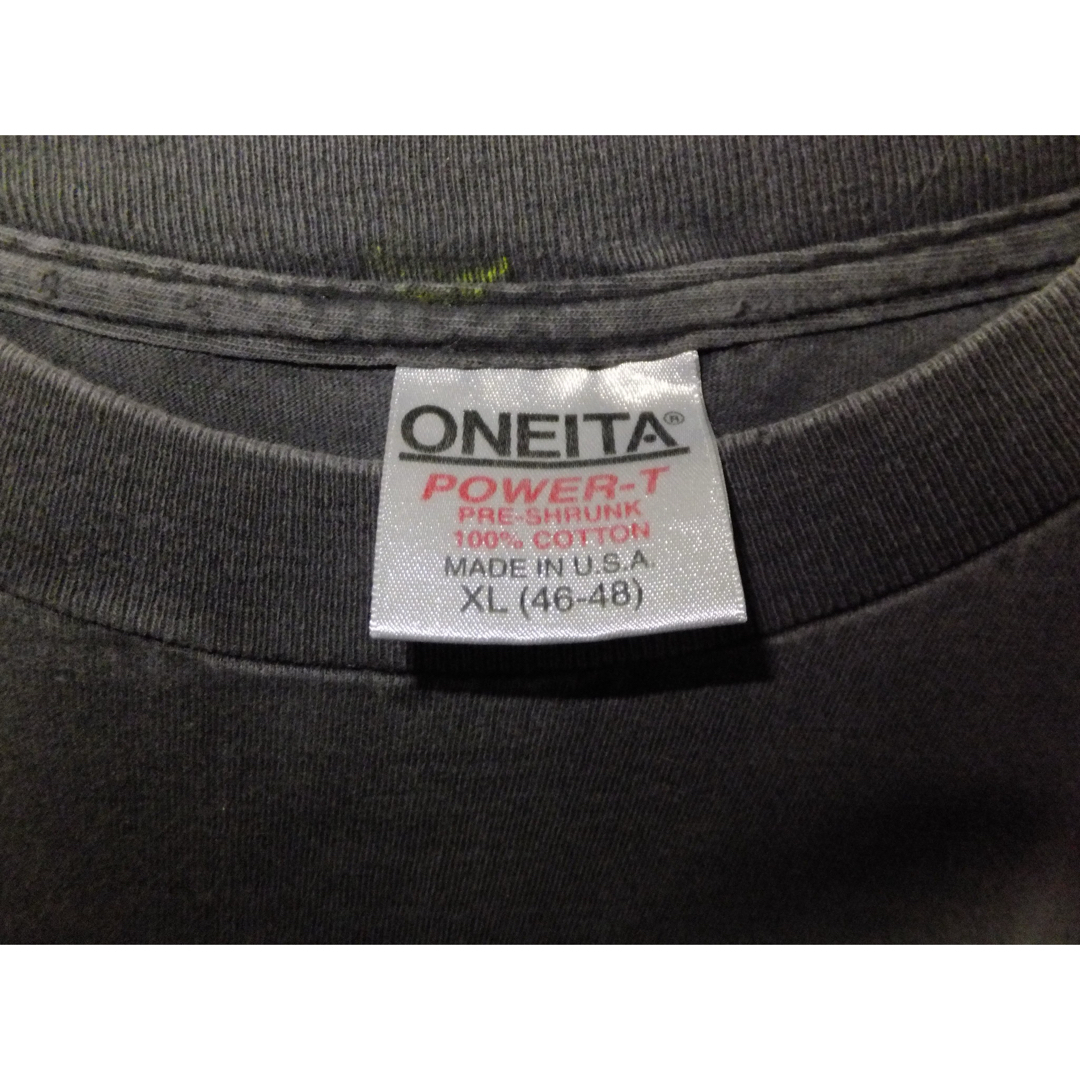 ONEITA®
POWER-T
PRE-SHRUNK
100% COTTON
MADE IN U.S.A.
XL (46-48)